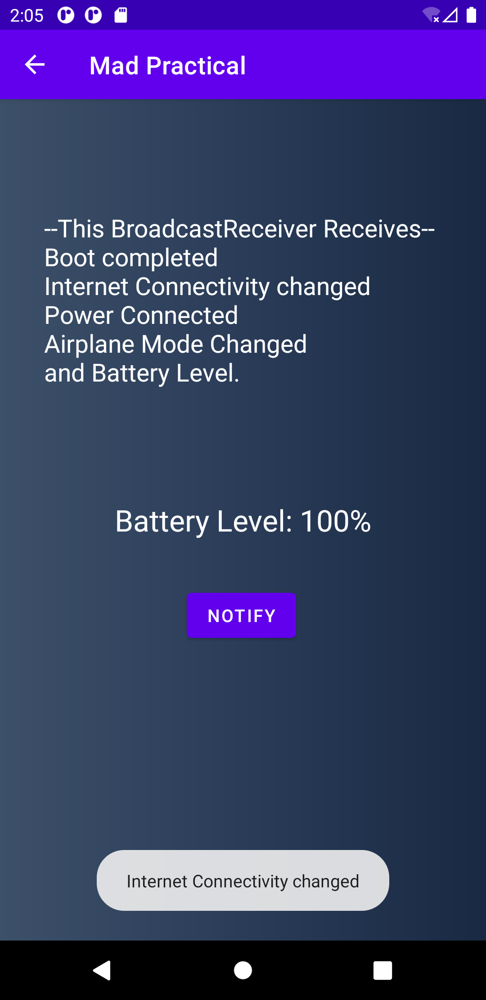 2:05
Mad Practical
--This BroadcastReceiver Receives--
Boot completed
Internet Connectivity changed
Power Connected
Airplane Mode Changed
and Battery Level.
Battery Level: 100%
NOTIFY
Internet Connectivity changed